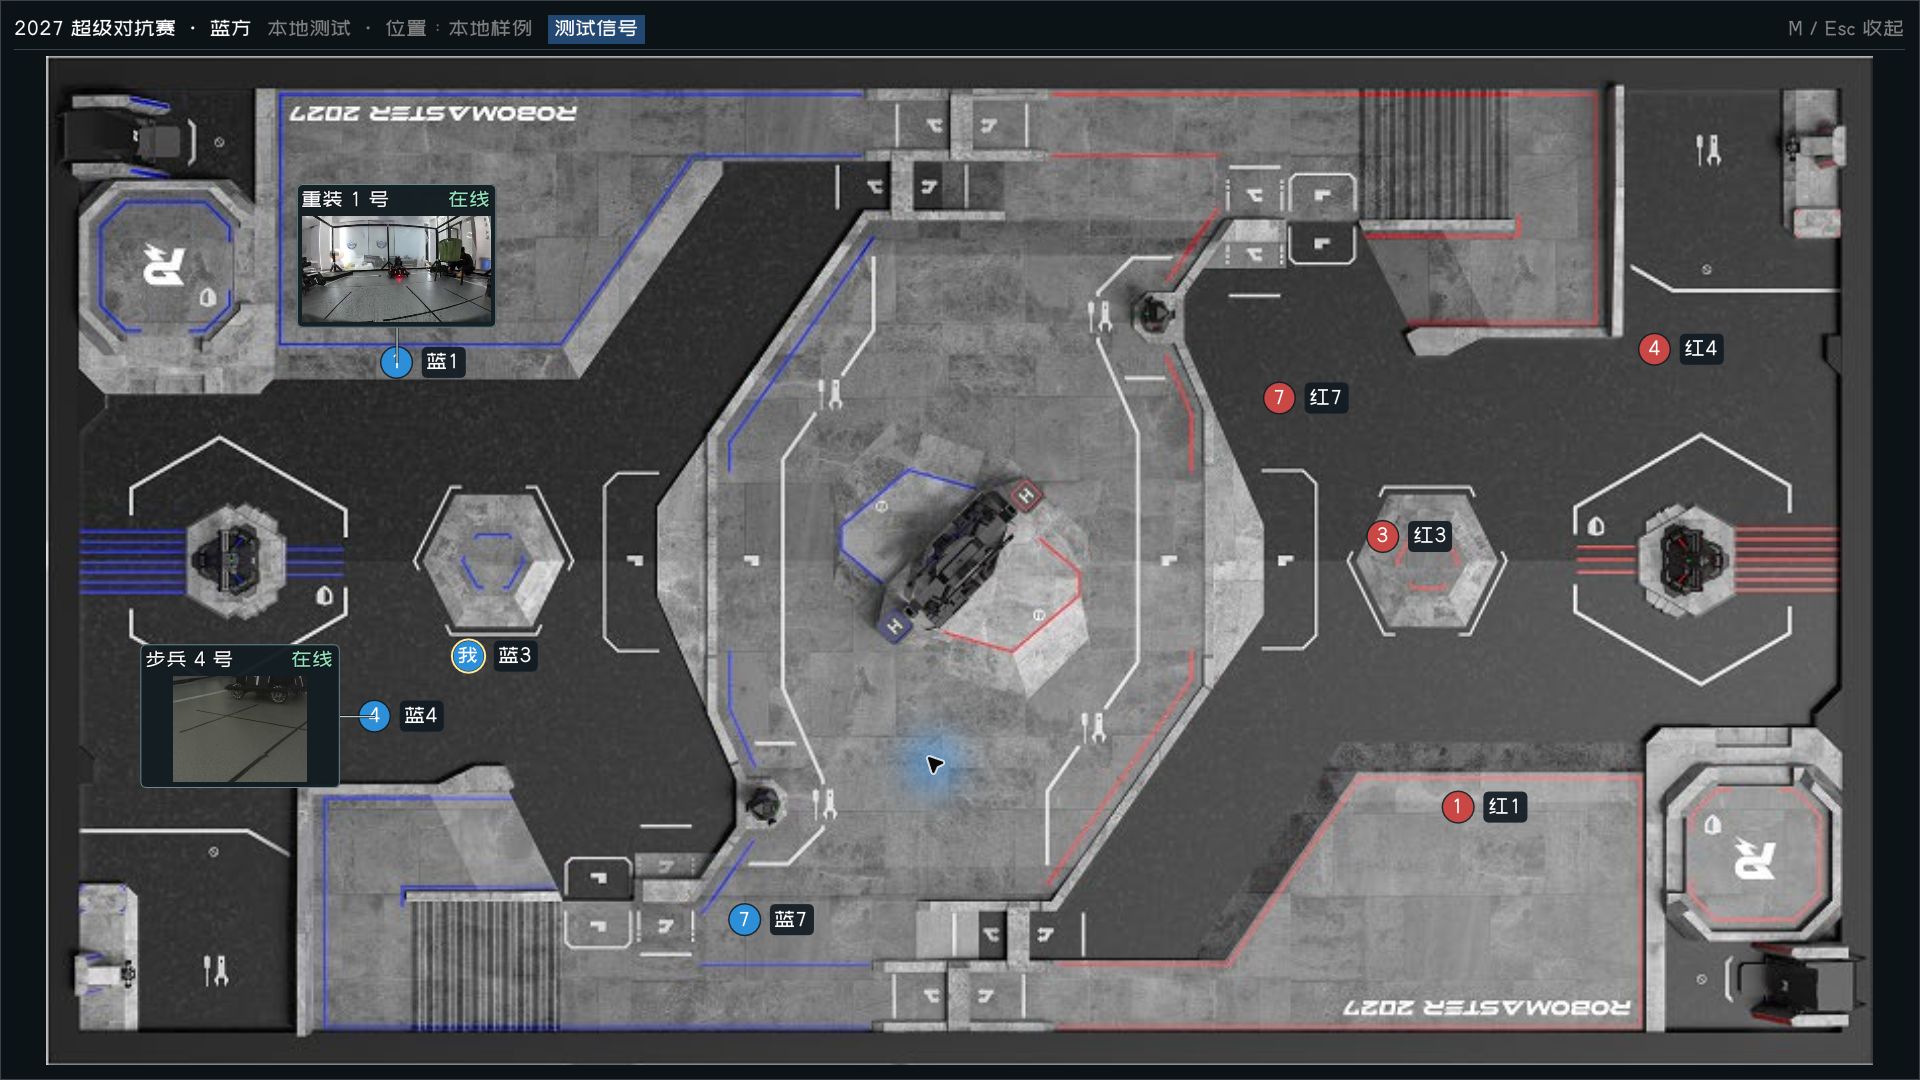 2027 超级对抗赛 · 蓝方 本地测试 · 位置：本地样例 测试信号
M / Esc 收起
ROBOMASTER 2027
重装 1 号 在线
1 蓝1
4 红4
7 红7
H
3 红3
H
我 蓝3
步兵 4 号 在线
4 蓝4
1 红1
7 蓝7
ROBOMASTER 2027